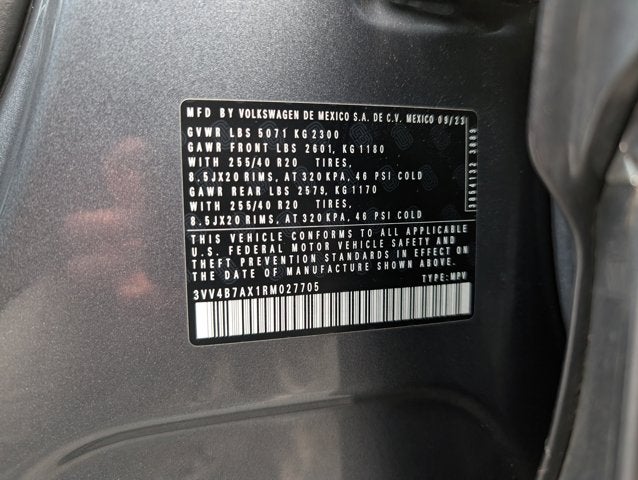 MFD BY VOLKSWAGEN DE MEXICO S.A. DE C.V. MEXICO 09/23
GVWR LBS 5071 KG 2300
GAWR FRONT LBS 2601, KG 1180
WITH 255/40 R20 TIRES,
8.5JX20 RIMS, AT 320 KPA, 46 PSI COLD
GAWR REAR LBS 2579, KG 1170
WITH 255/40 R20 TIRES,
8.5JX20 RIMS, AT 320 KPA, 46 PSI COLD
THIS VEHICLE CONFORMS TO ALL APPLICABLE
U.S. FEDERAL MOTOR VEHICLE SAFETY AND
THEFT PREVENTION STANDARDS IN EFFECT ON
THE DATE OF MANUFACTURE SHOWN ABOVE.
3VV4B7AX1RM027705 TYPE: MPV